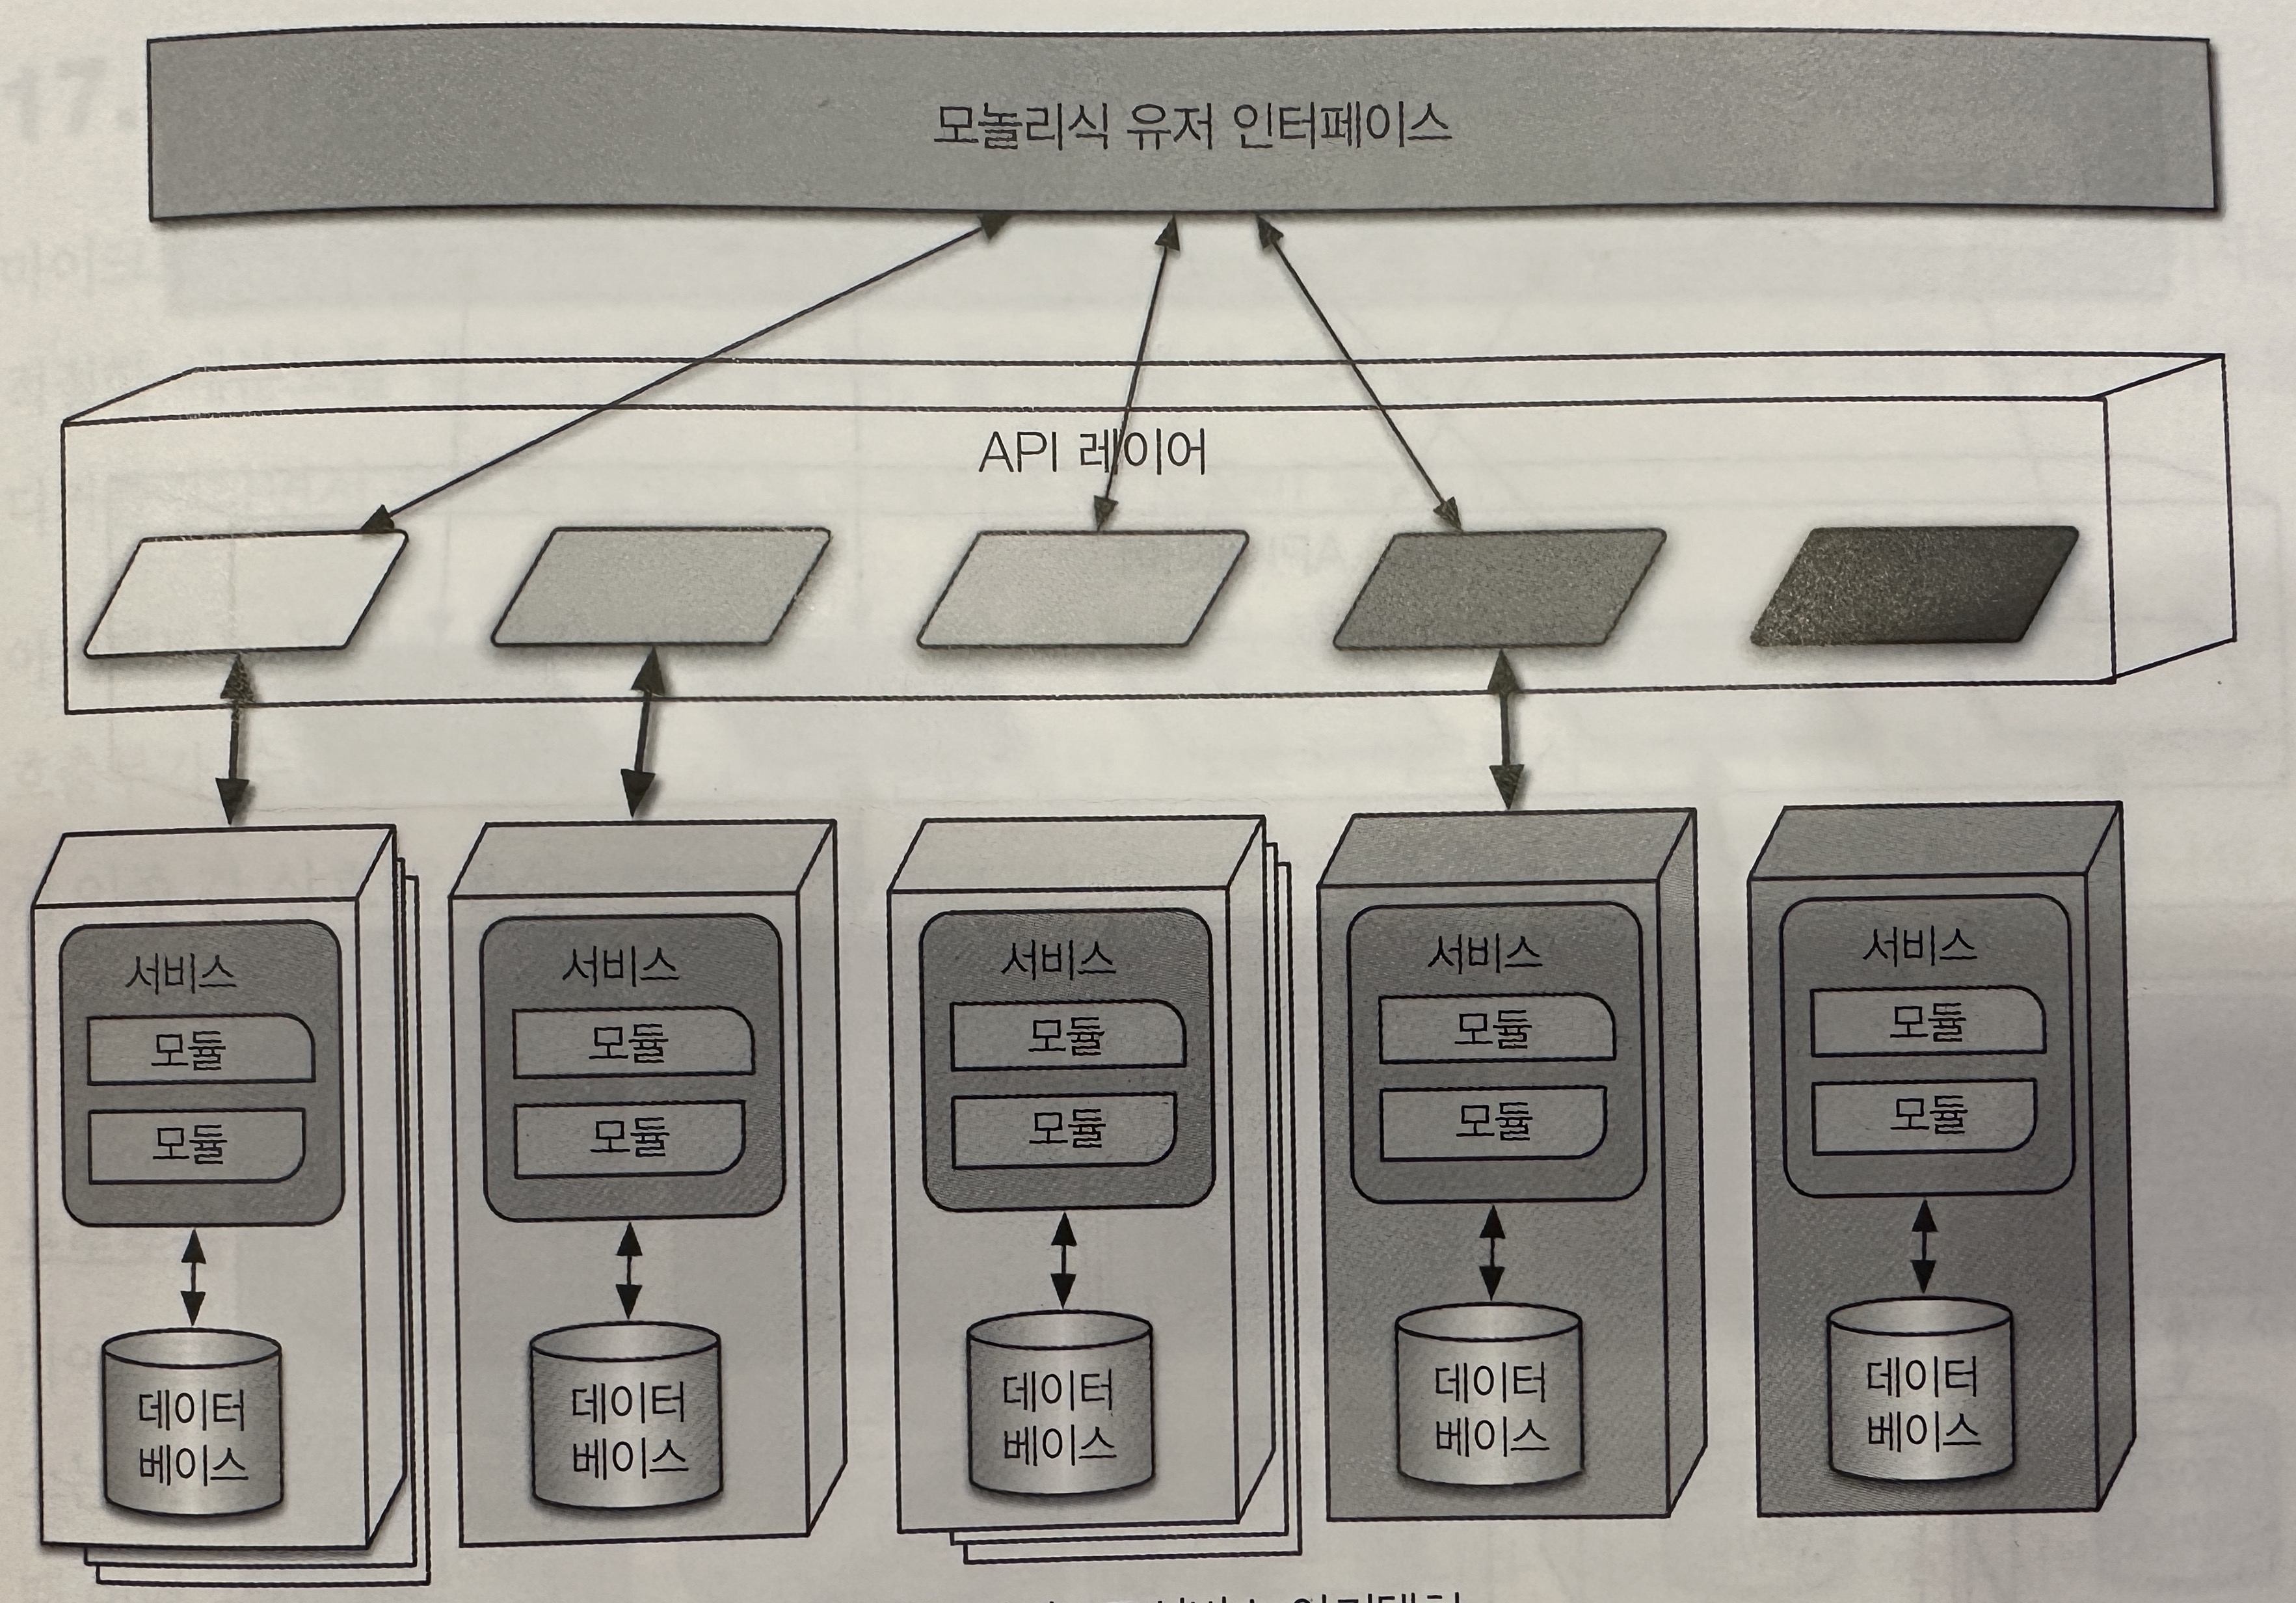 모놀리식 유저 인터페이스
API 레이어
서비스
모듈
모듈
데이터
베이스
서비스
모듈
모듈
데이터
베이스
서비스
모듈
모듈
데이터
베이스
서비스
모듈
모듈
데이터
베이스
서비스
모듈
모듈
데이터
베이스